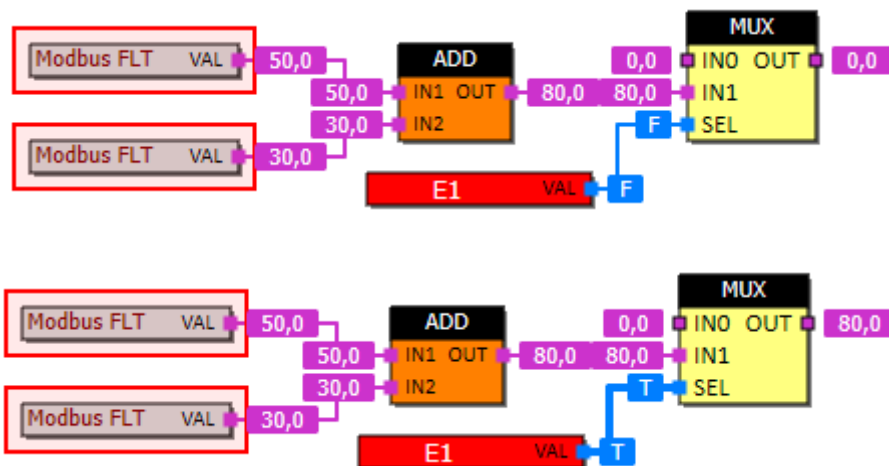 MUX
Modbus FLT VAL 50,0 ADD 0,0 IN0 OUT 0,0
50,0 IN1 OUT 80,0 80,0 IN1
30,0 IN2 F SEL
Modbus FLT VAL 30,0
E1 VAL F
MUX
Modbus FLT VAL 50,0 ADD 0,0 IN0 OUT 80,0
50,0 IN1 OUT 80,0 80,0 IN1
30,0 IN2 T SEL
Modbus FLT VAL 30,0
E1 VAL T